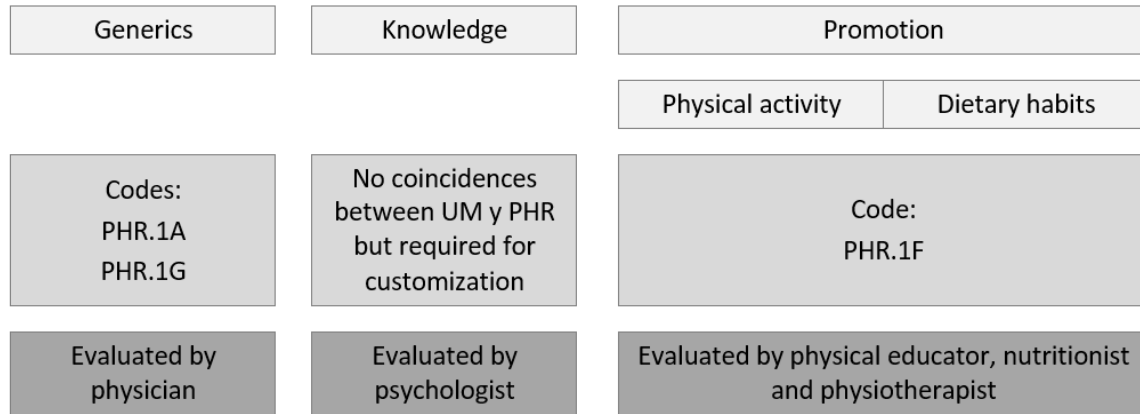 Generics
Knowledge
Promotion
Physical activity
Dietary habits
Codes:
PHR.1A
PHR.1G
No coincidences
between UM y PHR
but required for
customization
Code:
PHR.1F
Evaluated by
physician
Evaluated by
psychologist
Evaluated by physical educator, nutritionist
and physiotherapist